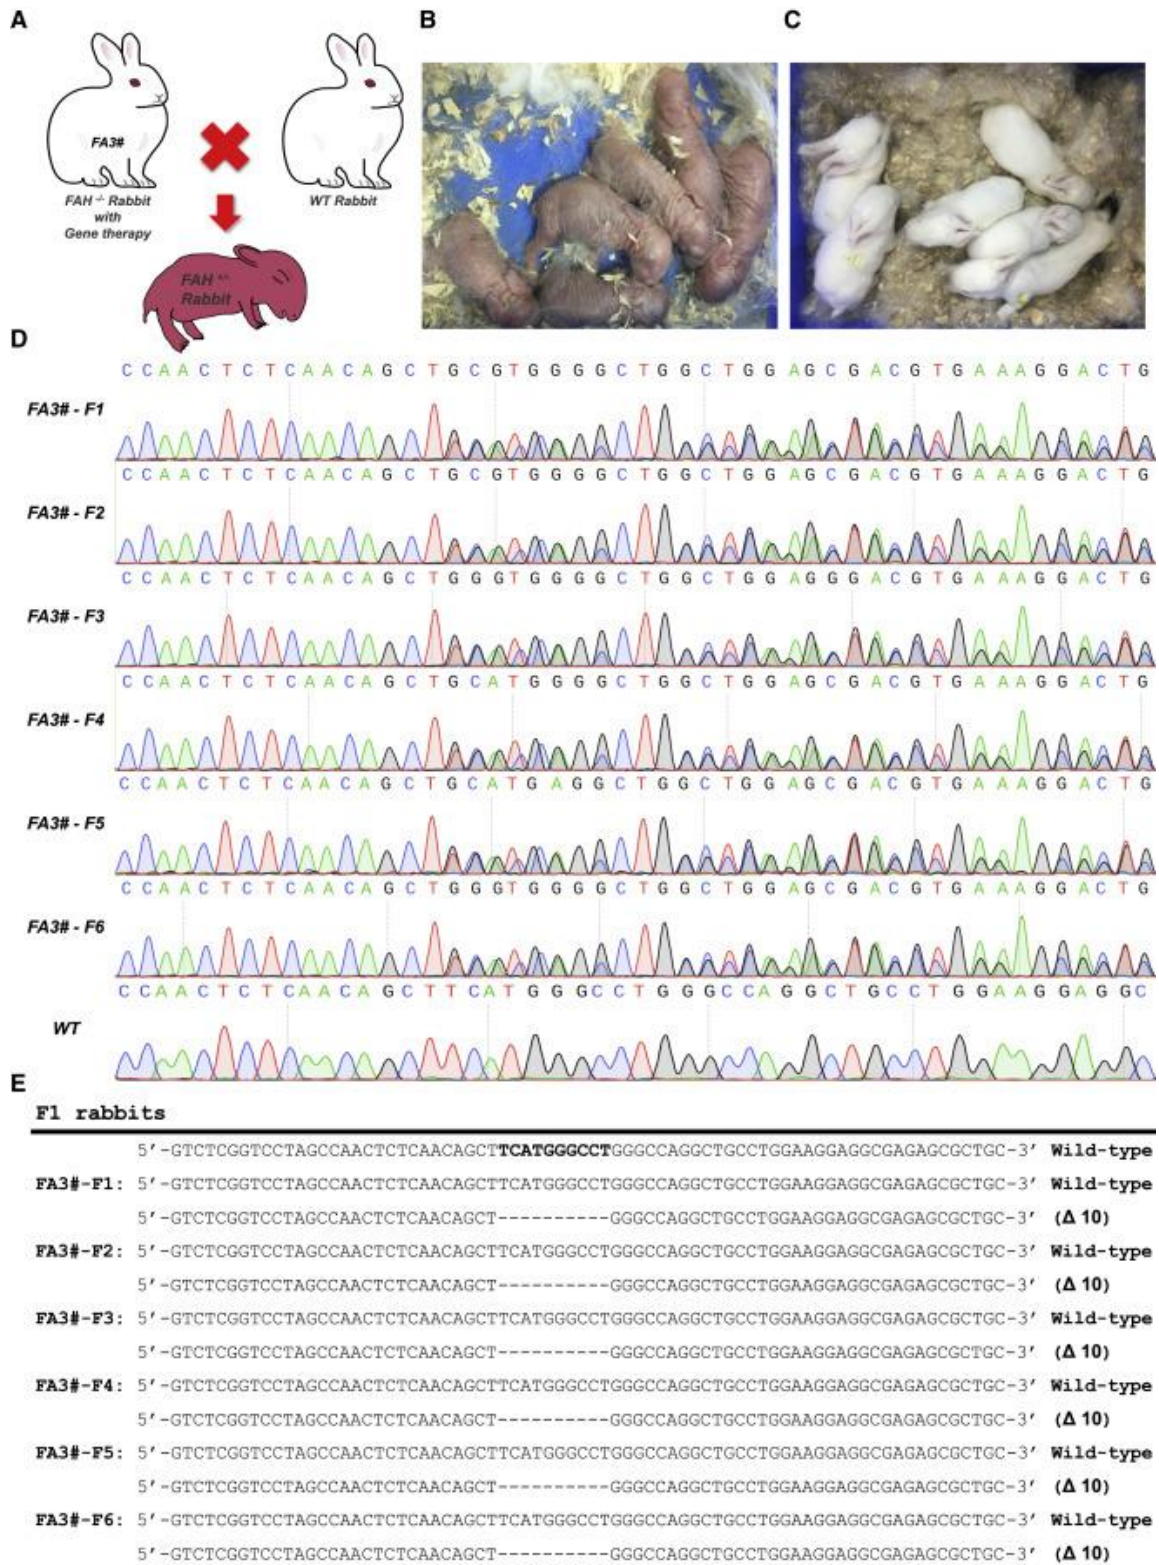 A
B
C
FA3#
FAH -/- Rabbit
with
Gene therapy
WT Rabbit
FAH +/-
Rabbit
D
C C A A C T C T C A A C A G C T G C G T G G G G C T G G C T G G A G C G A C G T G A A A G G A C T G
FA3# - F1
C C A A C T C T C A A C A G C T G C G T G G G G C T G G C T G G A G C G A C G T G A A A G G A C T G
FA3# - F2
C C A A C T C T C A A C A G C T G G G T G G G G C T G G C T G G A G G G A C G T G A A A G G A C T G
FA3# - F3
C C A A C T C T C A A C A G C T G C A T G G G G C T G G C T G G A G C G A C G T G A A A G G A C T G
FA3# - F4
C C A A C T C T C A A C A G C T G C A T G A G G C T G G C T G G A G C G A C G T G A A A G G A C T G
FA3# - F5
C C A A C T C T C A A C A G C T G G G T G G G G C T G G C T G G A G C G A C G T G A A A G G A C T G
FA3# - F6
C C A A C T C T C A A C A G C T T C A T G G G C C T G G G C C A G G C T G C C T G G A A G G A G G C
WT
E
F1 rabbits
5’-GTCTCGGTCCTAGCCAACTCTCAACAGCTTCATGGGCCTGGGCCAGGCTGCCTGGAAGGAGGCGAGAGCGCTGC-3’ Wild-type
FA3#-F1: 5’-GTCTCGGTCCTAGCCAACTCTCAACAGCTTCATGGGCCTGGGCCAGGCTGCCTGGAAGGAGGCGAGAGCGCTGC-3’ Wild-type
5’-GTCTCGGTCCTAGCCAACTCTCAACAGCT----------GGGCCAGGCTGCCTGGAAGGAGGCGAGAGCGCTGC-3’ (Δ 10)
FA3#-F2: 5’-GTCTCGGTCCTAGCCAACTCTCAACAGCTTCATGGGCCTGGGCCAGGCTGCCTGGAAGGAGGCGAGAGCGCTGC-3’ Wild-type
5’-GTCTCGGTCCTAGCCAACTCTCAACAGCT----------GGGCCAGGCTGCCTGGAAGGAGGCGAGAGCGCTGC-3’ (Δ 10)
FA3#-F3: 5’-GTCTCGGTCCTAGCCAACTCTCAACAGCTTCATGGGCCTGGGCCAGGCTGCCTGGAAGGAGGCGAGAGCGCTGC-3’ Wild-type
5’-GTCTCGGTCCTAGCCAACTCTCAACAGCT----------GGGCCAGGCTGCCTGGAAGGAGGCGAGAGCGCTGC-3’ (Δ 10)
FA3#-F4: 5’-GTCTCGGTCCTAGCCAACTCTCAACAGCTTCATGGGCCTGGGCCAGGCTGCCTGGAAGGAGGCGAGAGCGCTGC-3’ Wild-type
5’-GTCTCGGTCCTAGCCAACTCTCAACAGCT----------GGGCCAGGCTGCCTGGAAGGAGGCGAGAGCGCTGC-3’ (Δ 10)
FA3#-F5: 5’-GTCTCGGTCCTAGCCAACTCTCAACAGCTTCATGGGCCTGGGCCAGGCTGCCTGGAAGGAGGCGAGAGCGCTGC-3’ Wild-type
5’-GTCTCGGTCCTAGCCAACTCTCAACAGCT----------GGGCCAGGCTGCCTGGAAGGAGGCGAGAGCGCTGC-3’ (Δ 10)
FA3#-F6: 5’-GTCTCGGTCCTAGCCAACTCTCAACAGCTTCATGGGCCTGGGCCAGGCTGCCTGGAAGGAGGCGAGAGCGCTGC-3’ Wild-type
5’-GTCTCGGTCCTAGCCAACTCTCAACAGCT----------GGGCCAGGCTGCCTGGAAGGAGGCGAGAGCGCTGC-3’ (Δ 10)